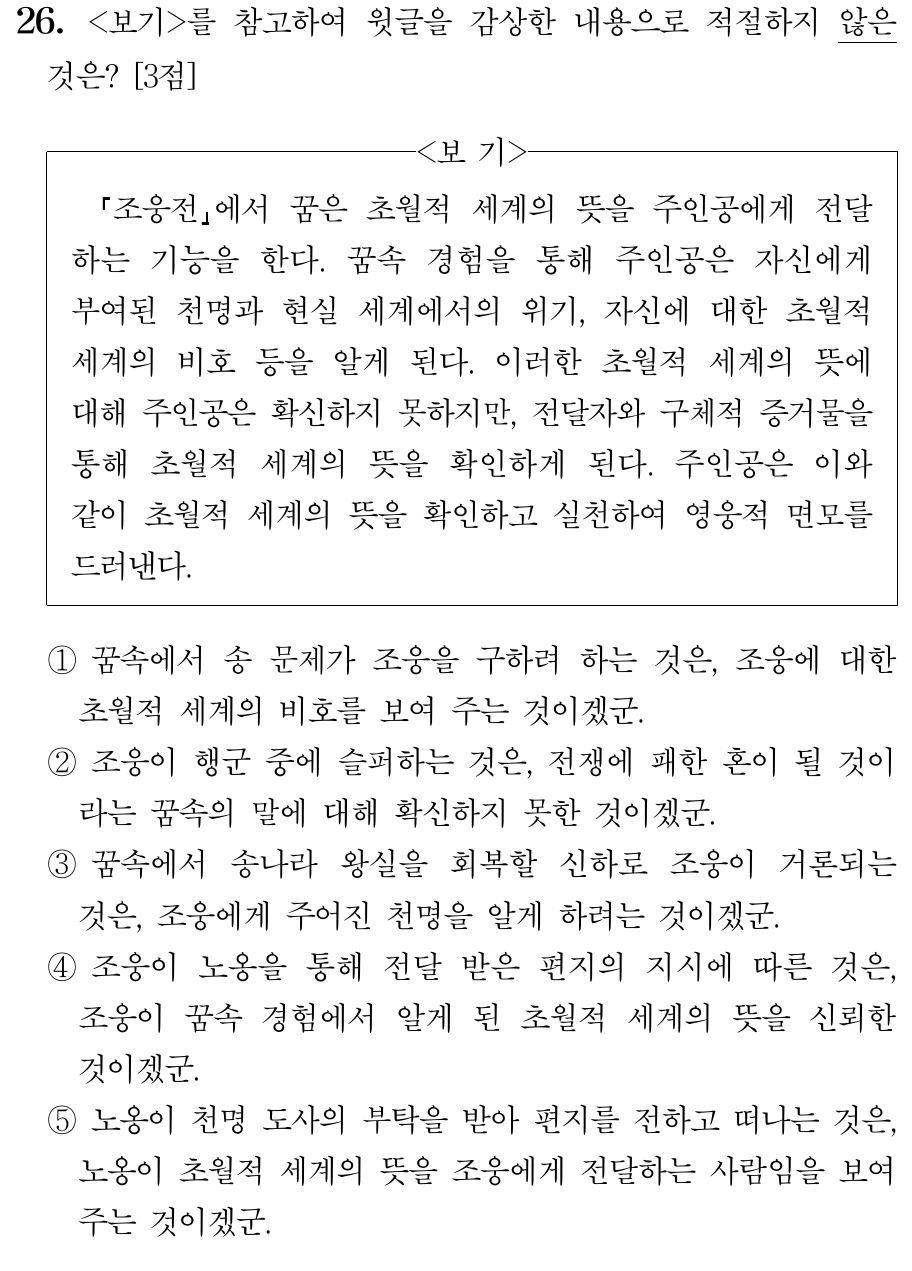 26. <보기>를 참고하여 윗글을 감상한 내용으로 적절하지 않은
것은? [3점]
<보 기>
『조웅전』에서 꿈은 초월적 세계의 뜻을 주인공에게 전달
하는 기능을 한다. 꿈속 경험을 통해 주인공은 자신에게
부여된 천명과 현실 세계에서의 위기, 자신에 대한 초월적
세계의 비호 등을 알게 된다. 이러한 초월적 세계의 뜻에
대해 주인공은 확신하지 못하지만, 전달자와 구체적 증거물을
통해 초월적 세계의 뜻을 확인하게 된다. 주인공은 이와
같이 초월적 세계의 뜻을 확인하고 실천하여 영웅적 면모를
드러낸다.
① 꿈속에서 송 문제가 조웅을 구하려 하는 것은, 조웅에 대한
초월적 세계의 비호를 보여 주는 것이겠군.
② 조웅이 행군 중에 슬퍼하는 것은, 전쟁에 패한 혼이 될 것이
라는 꿈속의 말에 대해 확신하지 못한 것이겠군.
③ 꿈속에서 송나라 왕실을 회복할 신하로 조웅이 거론되는
것은, 조웅에게 주어진 천명을 알게 하려는 것이겠군.
④ 조웅이 노옹을 통해 전달 받은 편지의 지시에 따른 것은,
조웅이 꿈속 경험에서 알게 된 초월적 세계의 뜻을 신뢰한
것이겠군.
⑤ 노옹이 천명 도사의 부탁을 받아 편지를 전하고 떠나는 것은,
노옹이 초월적 세계의 뜻을 조웅에게 전달하는 사람임을 보여
주는 것이겠군.